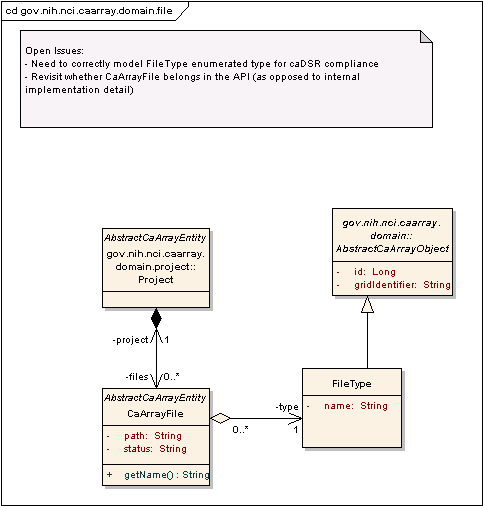 cd gov.nih.nci.caarray.domain.file
Open Issues:
- Need to correctly model FileType enumerated type for caDSR compliance
- Revisit whether CaArrayFile belongs in the API (as opposed to internal
implementation detail)
AbstractCaArrayEntity
gov.nih.nci.caarray.
domain.project::
Project
gov.nih.nci.caarray.
domain::
AbstractCaArrayObject
- id: Long
- gridIdentifier: String
-project 1
-files 0..*
AbstractCaArrayEntity
CaArrayFile
- path: String
- status: String
+ getName() : String
0..*
-type
1
FileType
- name: String